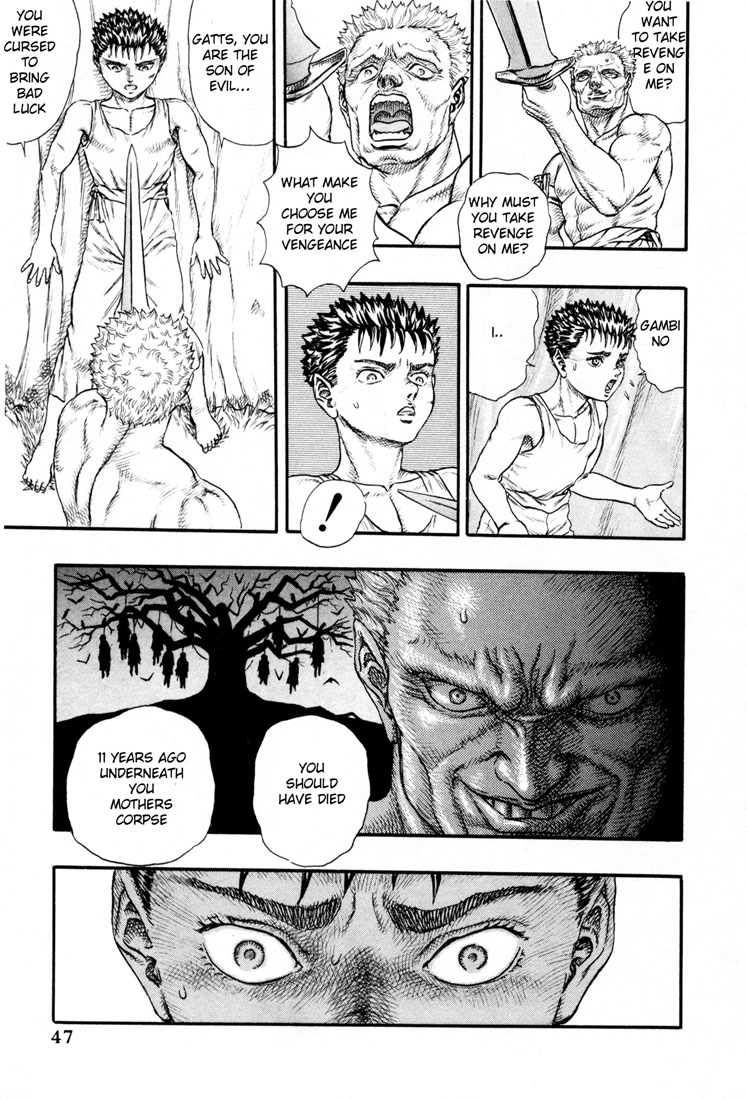 YOU
WANT
TO TAKE
REVENG
E ON
ME?
WHY MUST
YOU TAKE
REVENGE
ON ME?
WHAT MAKE
YOU
CHOOSE ME
FOR YOUR
VENGEANCE
GATTS, YOU
ARE THE
SON OF
EVIL...
YOU
WERE
CURSED
TO
BRING
BAD
LUCK
GAMBI
NO
I..
!
YOU
SHOULD
HAVE DIED
11 YEARS AGO
UNDERNEATH
YOU
MOTHERS
CORPSE
47